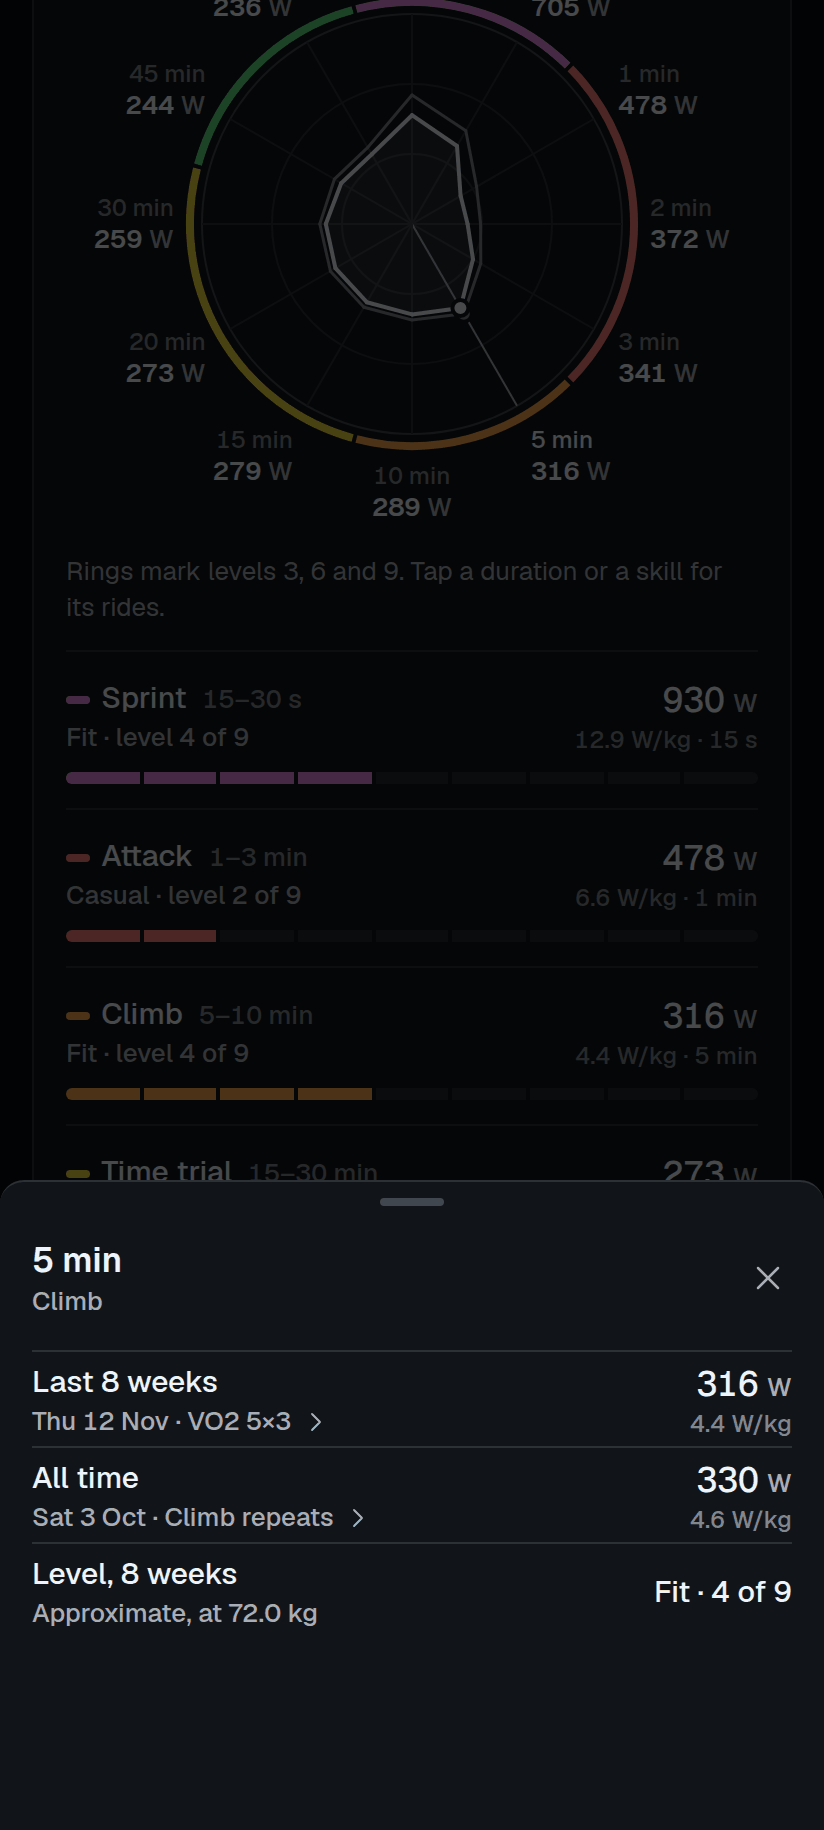 236 W
705 W
45 min
244 W
1 min
478 W
30 min
259 W
2 min
372 W
20 min
273 W
3 min
341 W
15 min
279 W
5 min
316 W
10 min
289 W
Rings mark levels 3, 6 and 9. Tap a duration or a skill for
its rides.
Sprint 15–30 s
930 W
Fit · level 4 of 9
12.9 W/kg · 15 s
Attack 1–3 min
478 W
Casual · level 2 of 9
6.6 W/kg · 1 min
Climb 5–10 min
316 W
Fit · level 4 of 9
4.4 W/kg · 5 min
Time trial 15–30 min
273 W
5 min
Climb
Last 8 weeks
316 W
Thu 12 Nov · VO2 5×3
4.4 W/kg
All time
330 W
Sat 3 Oct · Climb repeats
4.6 W/kg
Level, 8 weeks
Approximate, at 72.0 kg
Fit · 4 of 9